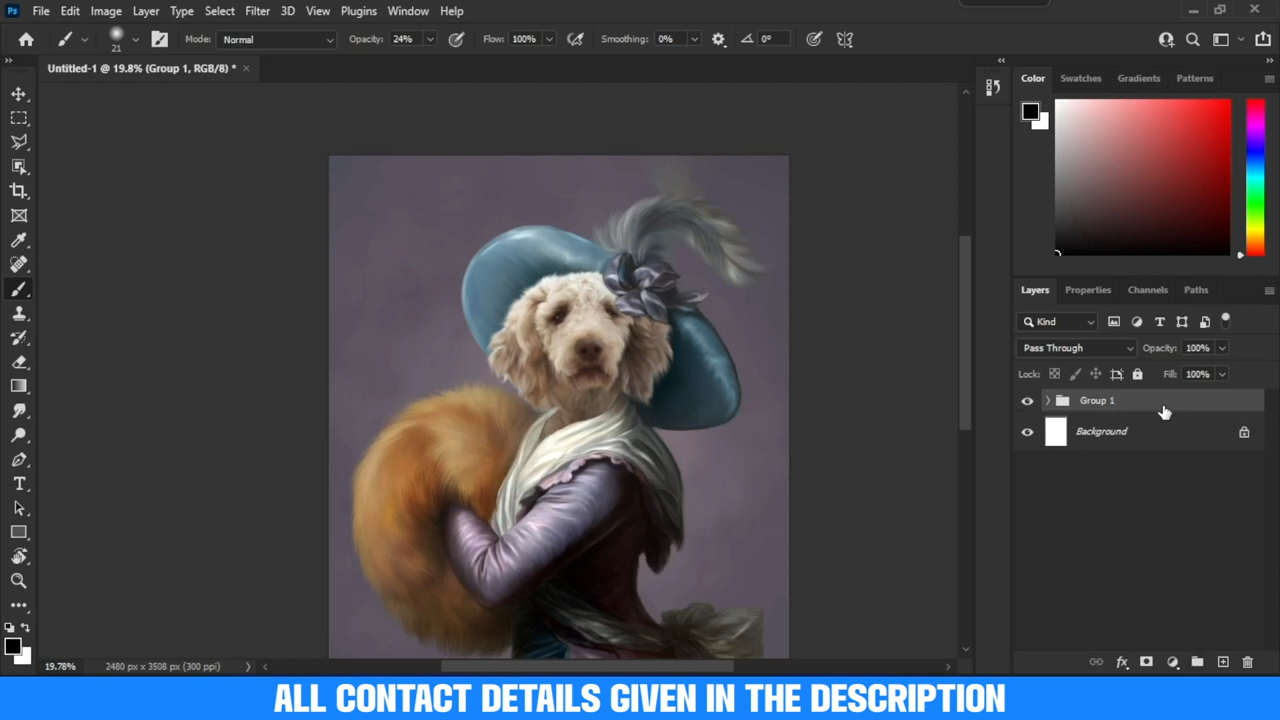 Ps File Edit Image Layer Type Select Filter 3D View Plugins Window Help
21 Mode: Normal Opacity: 24% Flow: 100% Smoothing: 0% 0°
Untitled-1 @ 19.8% (Group 1, RGB/8) * ×
Color Swatches Gradients Patterns
Layers Properties Channels Paths
Kind
Pass Through Opacity: 100%
Lock: Fill: 100%
Group 1
Background
fx
19.78% 2480 px x 3508 px (300 ppi)
ALL CONTACT DETAILS GIVEN IN THE DESCRIPTION